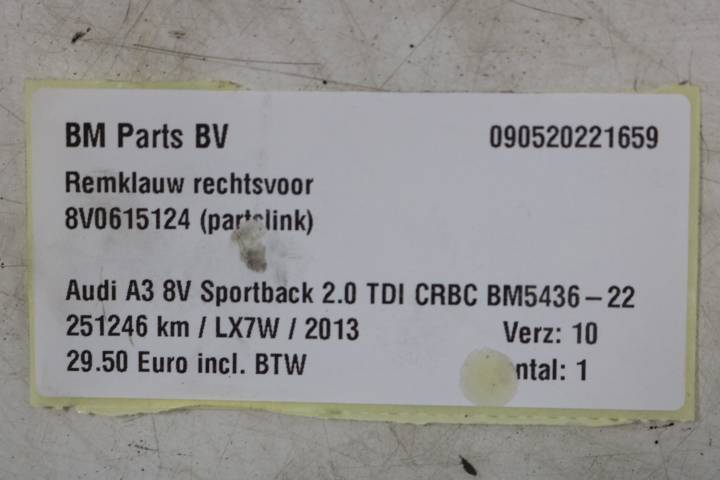 BM Parts BV 090520221659
Remklauw rechtsvoor
8V0615124 (partslink)
Audi A3 8V Sportback 2.0 TDI CRBC BM5436-22
251246 km / LX7W / 2013 Verz: 10
29.50 Euro incl. BTW ntal: 1